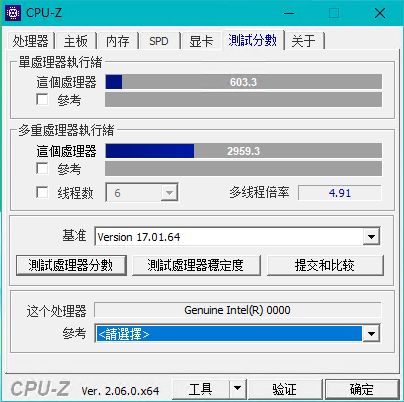 CPU-Z
处理器 主板 内存 SPD 显卡 測試分數 关于
單處理器執行緒
這個處理器 603.3
參考
多重處理器執行緒
這個處理器 2959.3
參考
线程数 6 多线程倍率 4.91
基准 Version 17.01.64
測試處理器分數 測試處理器穩定度 提交和比较
这个处理器 Genuine Intel(R) 0000
參考 <請選擇>
CPU-Z Ver. 2.06.0.x64 工具 验证 确定